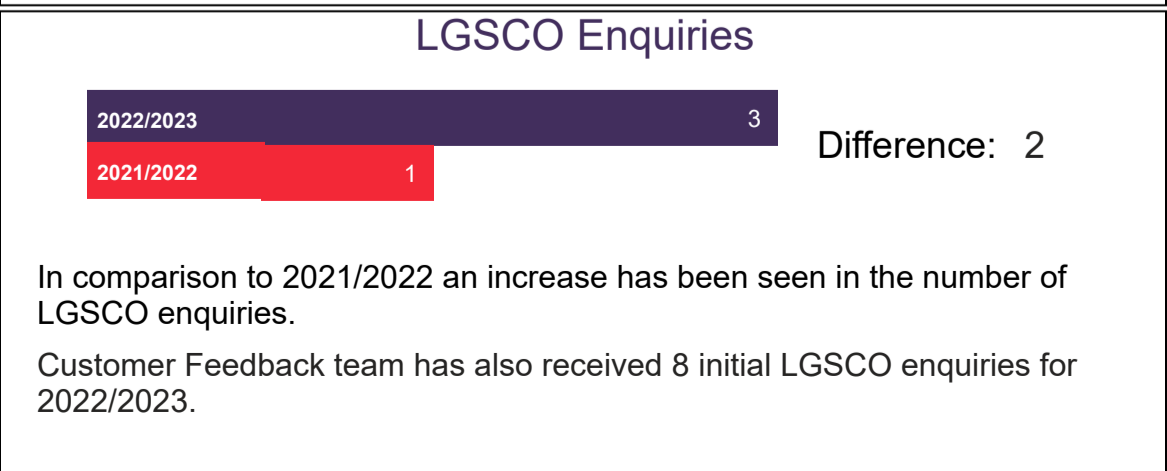 LGSCO Enquiries
2022/2023 3
2021/2022 1
Difference: 2
In comparison to 2021/2022 an increase has been seen in the number of
LGSCO enquiries.
Customer Feedback team has also received 8 initial LGSCO enquiries for
2022/2023.